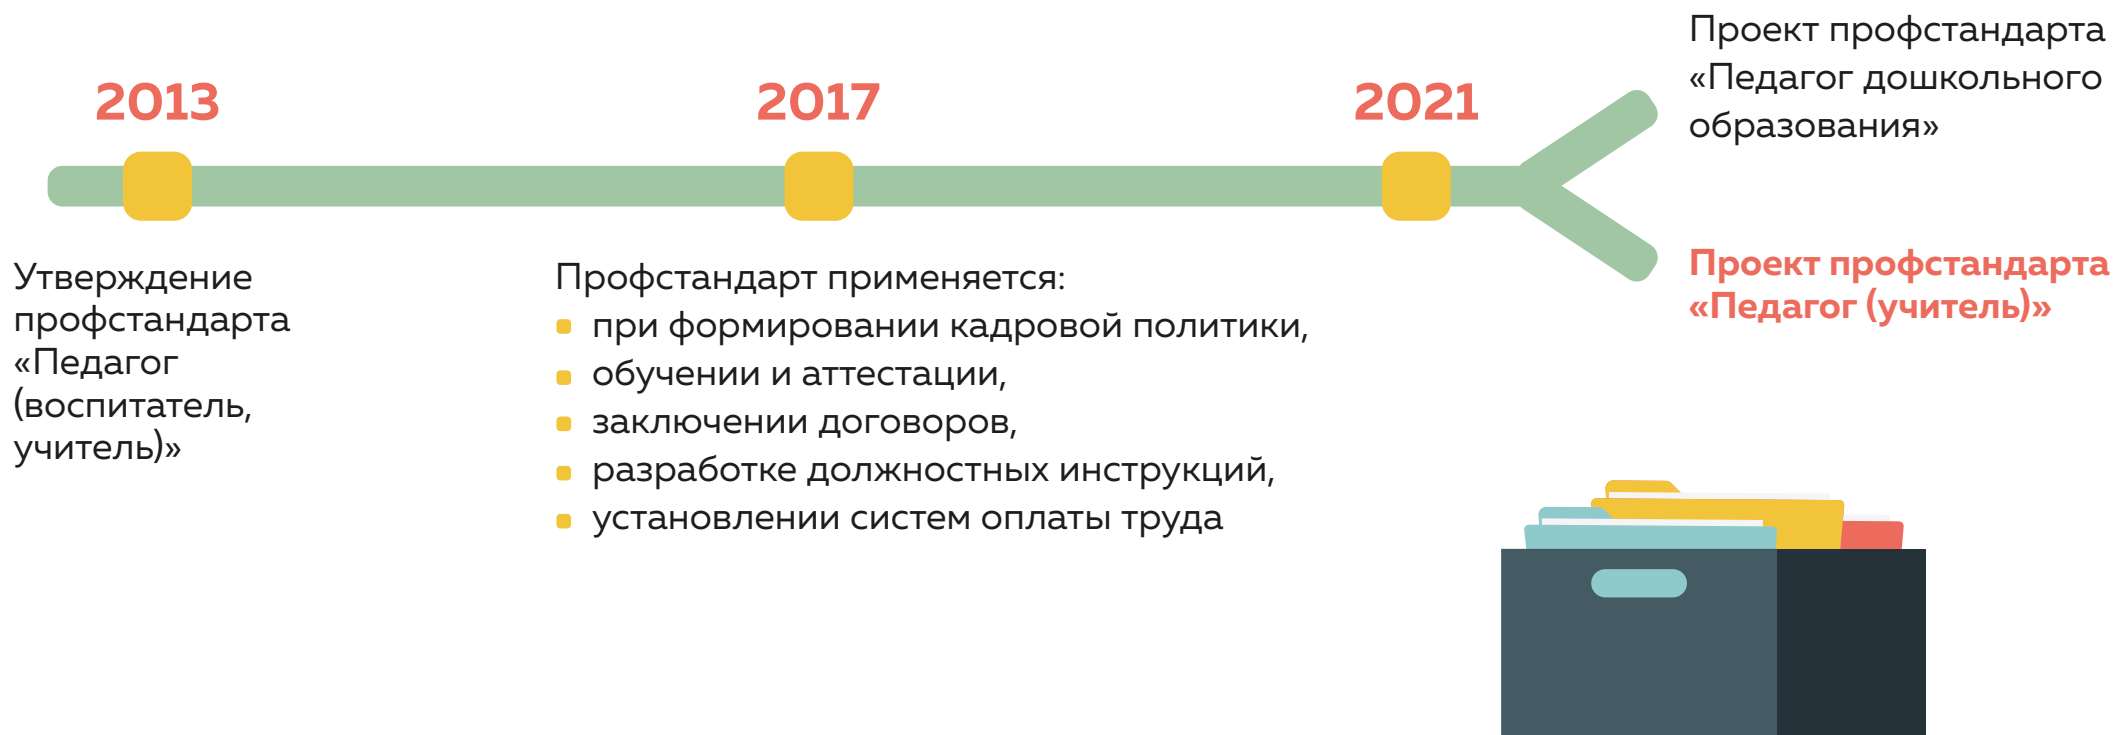 2013
Утверждение
профстандарта
«Педагог
(воспитатель,
учитель)»
2017
Профстандарт применяется:
при формировании кадровой политики,
обучении и аттестации,
заключении договоров,
разработке должностных инструкций,
установлении систем оплаты труда
2021
Проект профстандарта
«Педагог дошкольного
образования»
Проект профстандарта
«Педагог (учитель)»